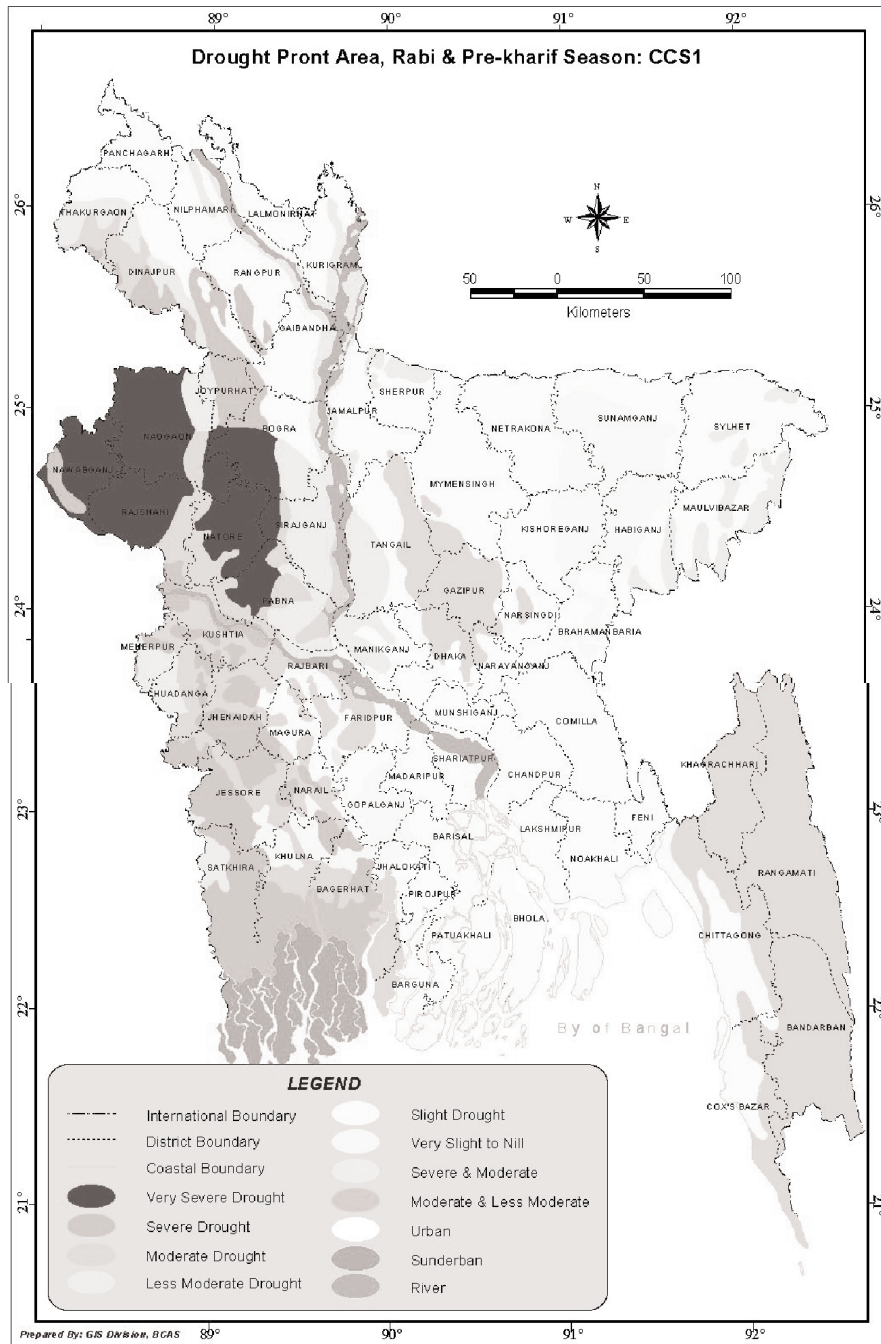 89° 90° 91° 92°
Drought Pront Area, Rabi & Pre-kharif Season: CCS1
PANCHAGARH
26° 26°
THAKURGAON NILPHAMARI LALMONIRHAT
N
W E
S
DINAJPUR RANGPUR KURIGRAM
50 0 50 100
Kilometers
GAIBANDHA
JOYPURHAT SHERPUR
25° 25°
JAMALPUR SUNAMGANJ
BOGRA NETRAKONA SYLHET
NAOGAON
NAWABGANJ MYMENSINGH
RAJSHAHI MAULVIBAZAR
NATORE SIRAJGANJ TANGAIL KISHOREGANJ HABIGANJ
GAZIPUR
PABNA NARSINGDI
24° 24°
KUSHTIA BRAHAMANBARIA
MEHERPUR MANIKGANJ DHAKA
RAJBARI NARAYANGANJ
CHUADANGA
JHENAIDAH FARIDPUR MUNSHIGANJ COMILLA
MAGURA
SHARIATPUR KHAGRACHHARI
MADARIPUR CHANDPUR
JESSORE NARAIL
GOPALGANJ
23° 23°
FENI
BARISAL LAKSHMIPUR
KHULNA NOAKHALI
SATKHIRA JHALOKATI RANGAMATI
BAGERHAT PIROJPUR
BHOLA
PATUAKHALI CHITTAGONG
BARGUNA
22° 22°
By of Bangal BANDARBAN
COX'S BAZAR
LEGEND
International Boundary
District Boundary
Coastal Boundary
Very Severe Drought
Severe Drought
Moderate Drought
Less Moderate Drought
Slight Drought
Very Slight to Nill
Severe & Moderate
Moderate & Less Moderate
Urban
Sunderban
River
21° 21°
89° 90° 91° 92°
Prepared By: GIS Division, BCAS